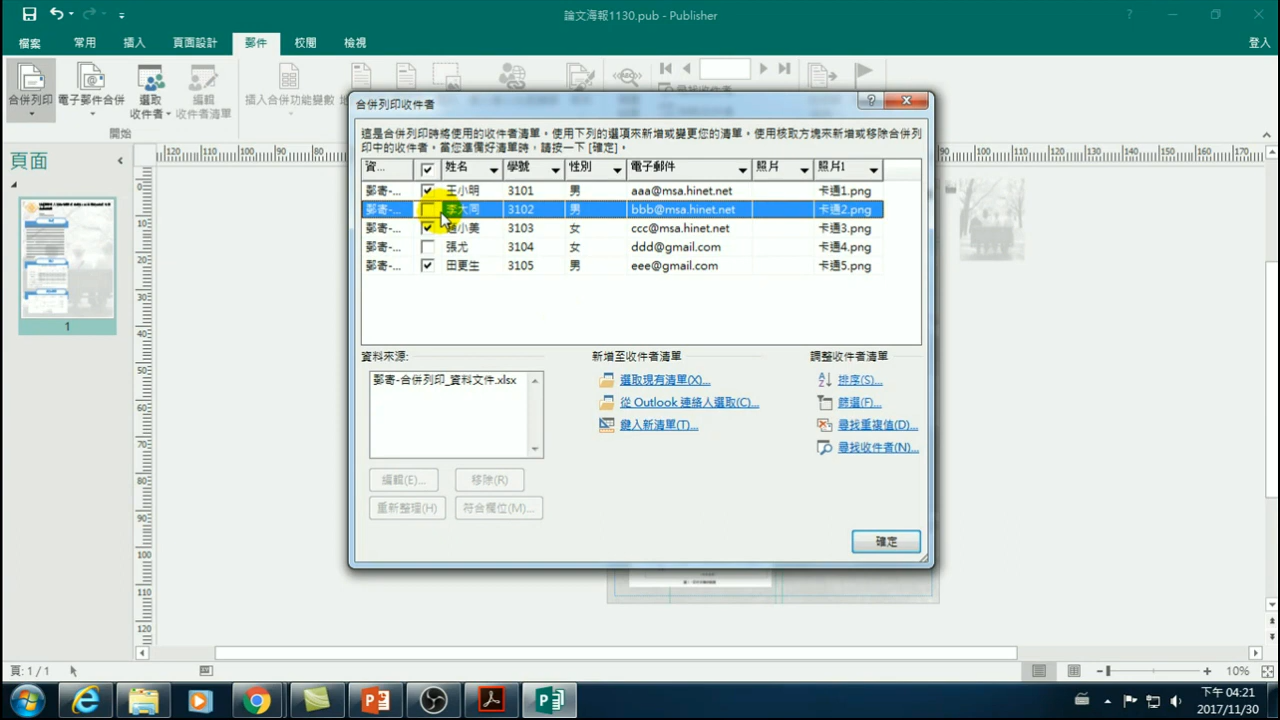 論文海報1130.pub - Publisher
檔案 常用 插入 頁面設計 郵件 校閱 檢視 登入
合併列印 電子郵件合併 選取收件者 編輯收件者清單 插入合併功能變數
開始
頁面
1
合併列印收件者
這是合併列印時將使用的收件者清單。使用下列的選項來新增或變更您的清單。使用核取方塊來新增或移除合併列
印中的收件者。當您準備好清單時，請按一下 [確定]。
資... 姓名 學號 性別 電子郵件 照片 照片1
郵寄-... 王小明 3101 男 aaa@msa.hinet.net 卡通1.png
郵寄-... 李大同 3102 男 bbb@msa.hinet.net 卡通2.png
郵寄-... 趙小美 3103 女 ccc@msa.hinet.net 卡通3.png
郵寄-... 張尤 3104 女 ddd@gmail.com 卡通4.png
郵寄-... 田更生 3105 男 eee@gmail.com 卡通5.png
資料來源: 新增至收件者清單 調整收件者清單
郵寄-合併列印_資料文件.xlsx
選取現有清單(X)... 排序(S)...
從 Outlook 連絡人選取(C)... 篩選(F)...
鍵入新清單(T)... 尋找重複值(D)...
尋找收件者(N)...
編輯(E)... 移除(R)
重新整理(H) 符合欄位(M)...
確定
頁: 1 / 1 10%
下午 04:21
2017/11/30